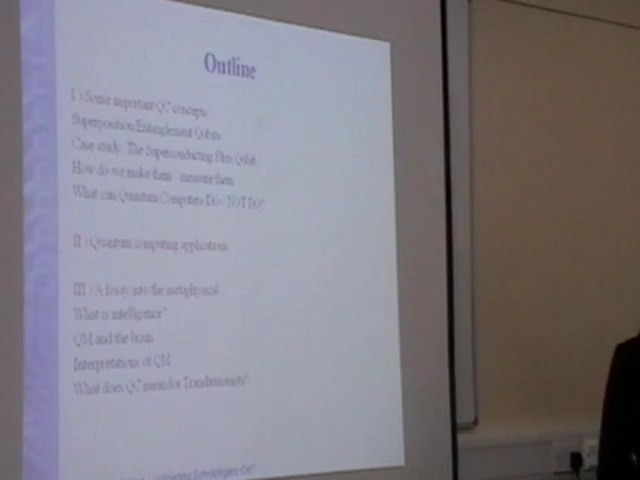 Outline
I ) Some important QC concepts
Superposition Entanglement Qubits
Case study: The Superconducting Flux Qubit
How do we make them measure them
What can Quantum Computers DO / NOT DO?
II ) Quantum computing applications
III ) A foray into the metaphysical...
What is intelligence?
QM and the brain
Interpretations of QM
What does QC mean for Transhumanists?
Schrodingers Cat?